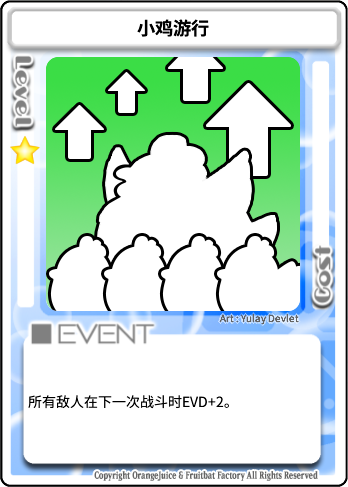 小鸡游行
Level
Cost
Art : Yulay Devlet
EVENT
所有敌人在下一次战斗时EVD+2。
Copyright OrangeJuice & Fruitbat Factory All Rights Reserved